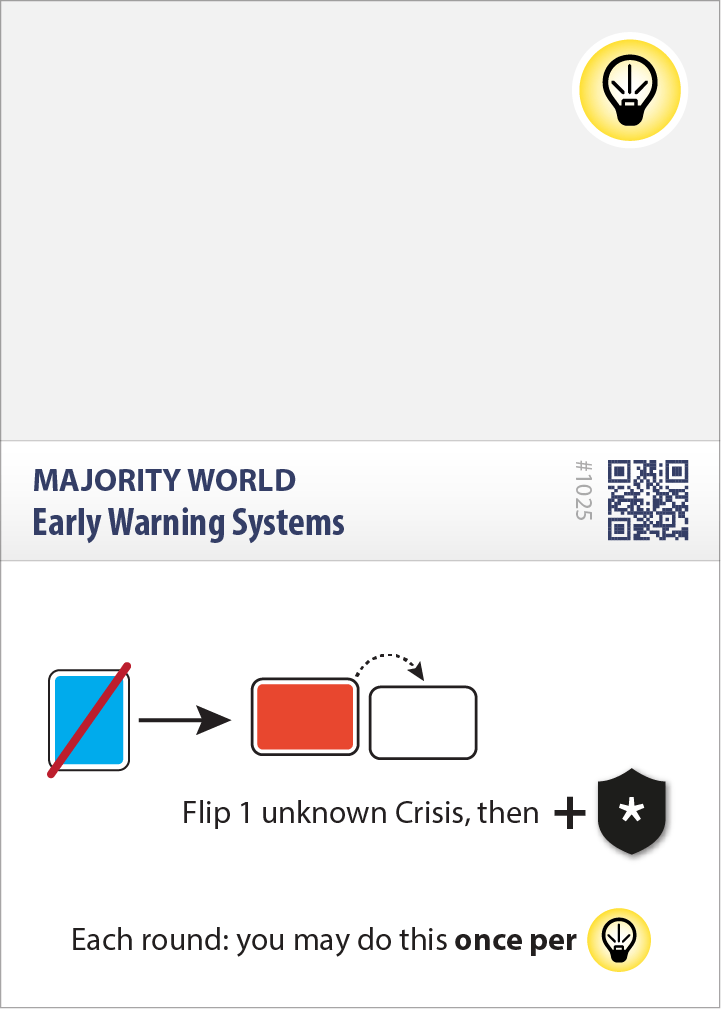 MAJORITY WORLD
Early Warning Systems
#1025
Flip 1 unknown Crisis, then +
*
Each round: you may do this once per